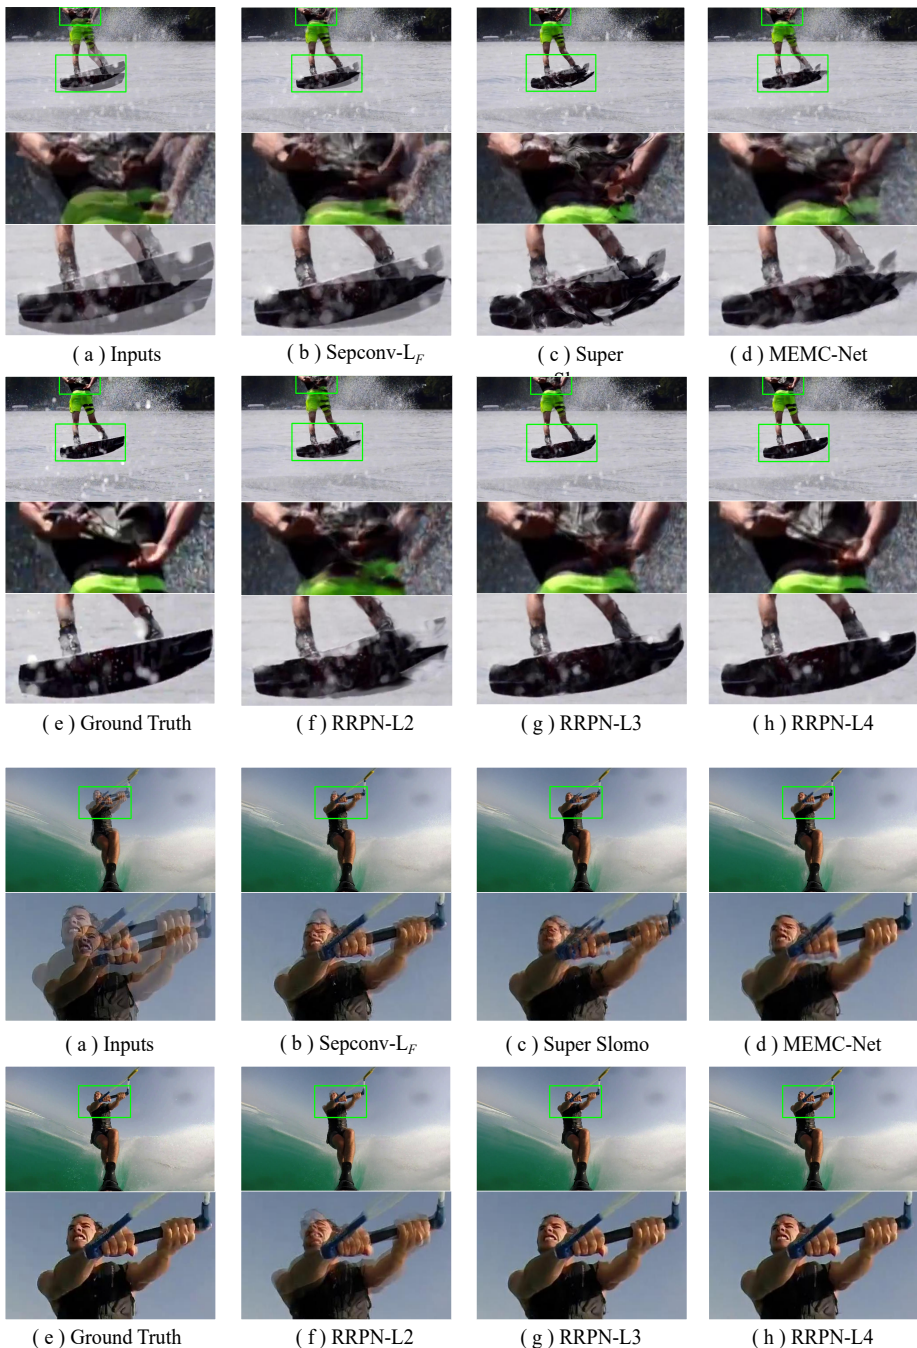 ( a ) Inputs
( b ) Sepconv-L_F
( c ) Super
( d ) MEMC-Net
( e ) Ground Truth
( f ) RRPN-L2
( g ) RRPN-L3
( h ) RRPN-L4
( a ) Inputs
( b ) Sepconv-L_F
( c ) Super Slomo
( d ) MEMC-Net
( e ) Ground Truth
( f ) RRPN-L2
( g ) RRPN-L3
( h ) RRPN-L4